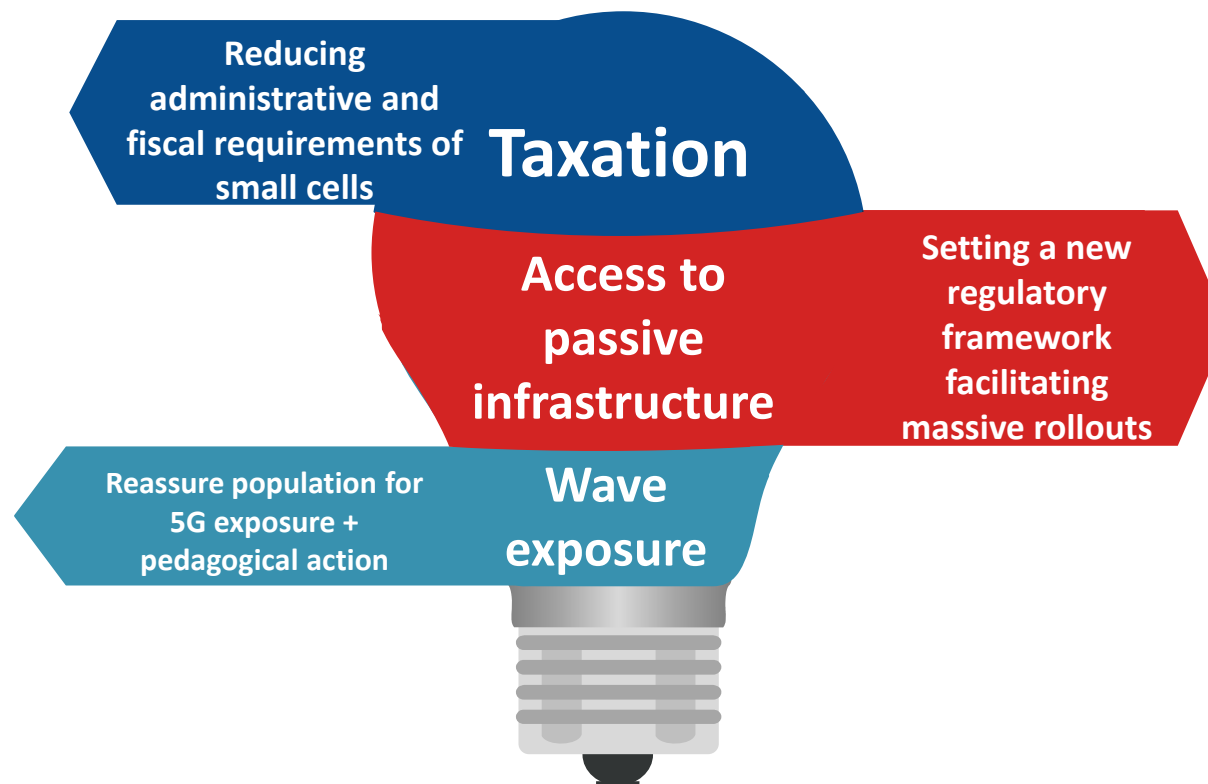 Reducing
administrative and
fiscal requirements of
small cells
Taxation
Access to
passive
infrastructure
Setting a new
regulatory
framework
facilitating
massive rollouts
Reassure population for
5G exposure +
pedagogical action
Wave
exposure